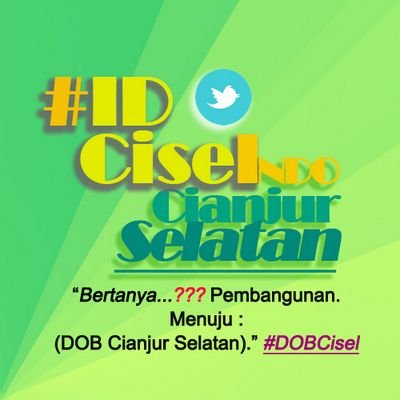 #ID
CiselNDO
Cianjur
Selatan
“Bertanya...??? Pembangunan.
Menuju :
(DOB Cianjur Selatan).” #DOBCisel